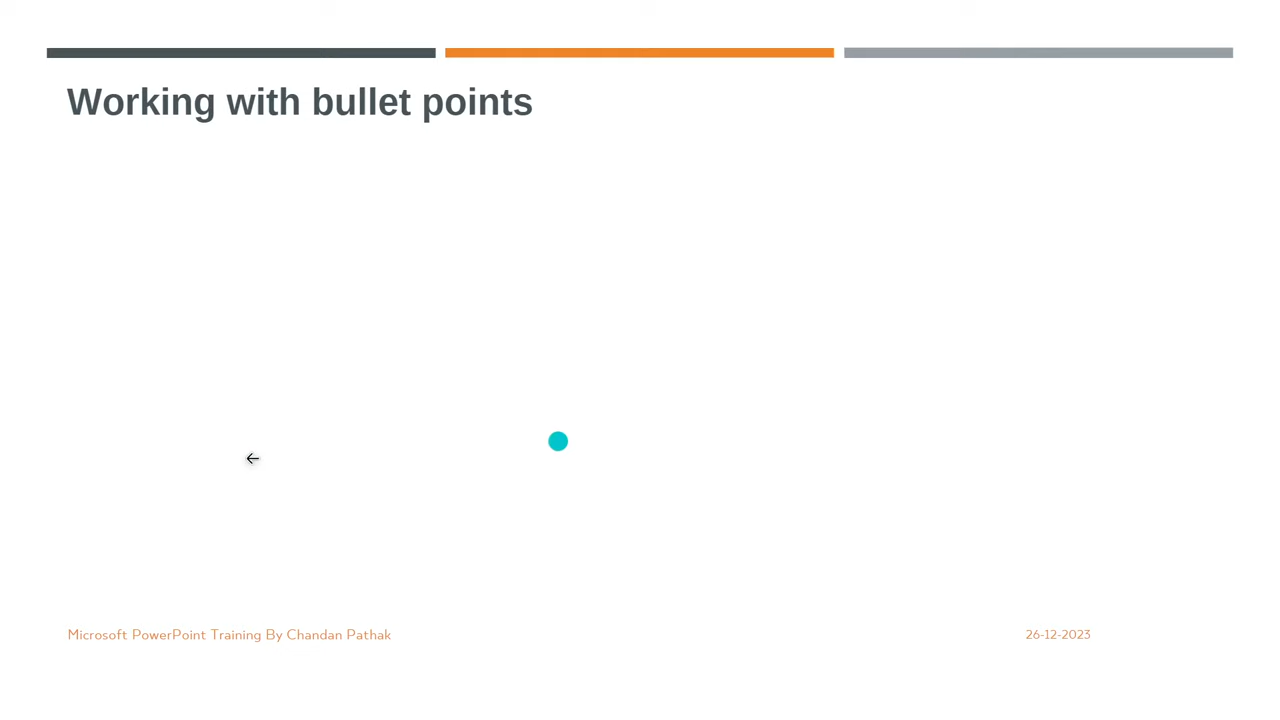 Working with bullet points
Microsoft PowerPoint Training By Chandan Pathak
26-12-2023